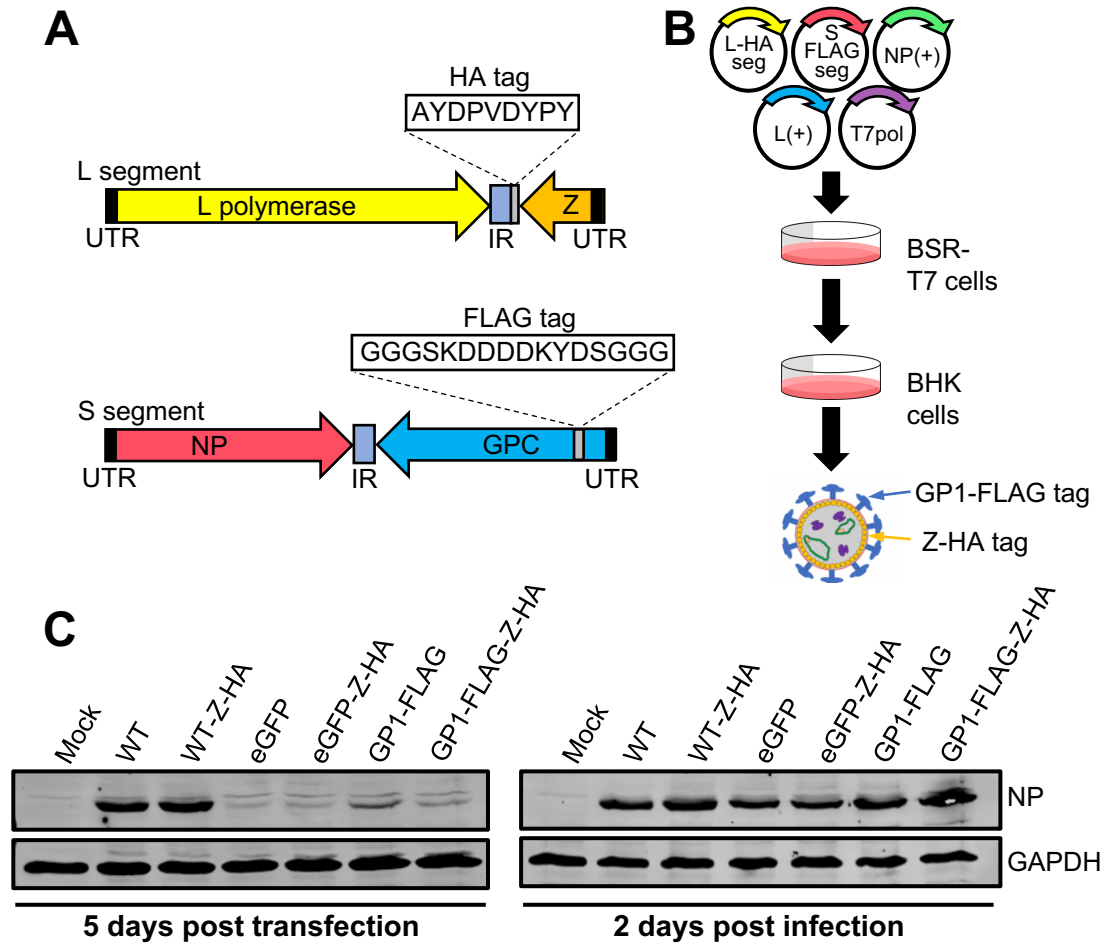 A
HA tag
AYDPVDYPY
L segment
L polymerase
Z
UTR
IR
UTR
FLAG tag
GGGSKDDDDKYDSGGG
S segment
NP
GPC
UTR
IR
UTR
B
L-HA
seg
S
FLAG
seg
NP(+)
L(+)
T7pol
BSR-
T7 cells
BHK
cells
GP1-FLAG tag
Z-HA tag
C
Mock
WT
WT-Z-HA
eGFP
eGFP-Z-HA
GP1-FLAG
GP1-FLAG-Z-HA
Mock
WT
WT-Z-HA
eGFP
eGFP-Z-HA
GP1-FLAG
GP1-FLAG-Z-HA
NP
GAPDH
5 days post transfection
2 days post infection